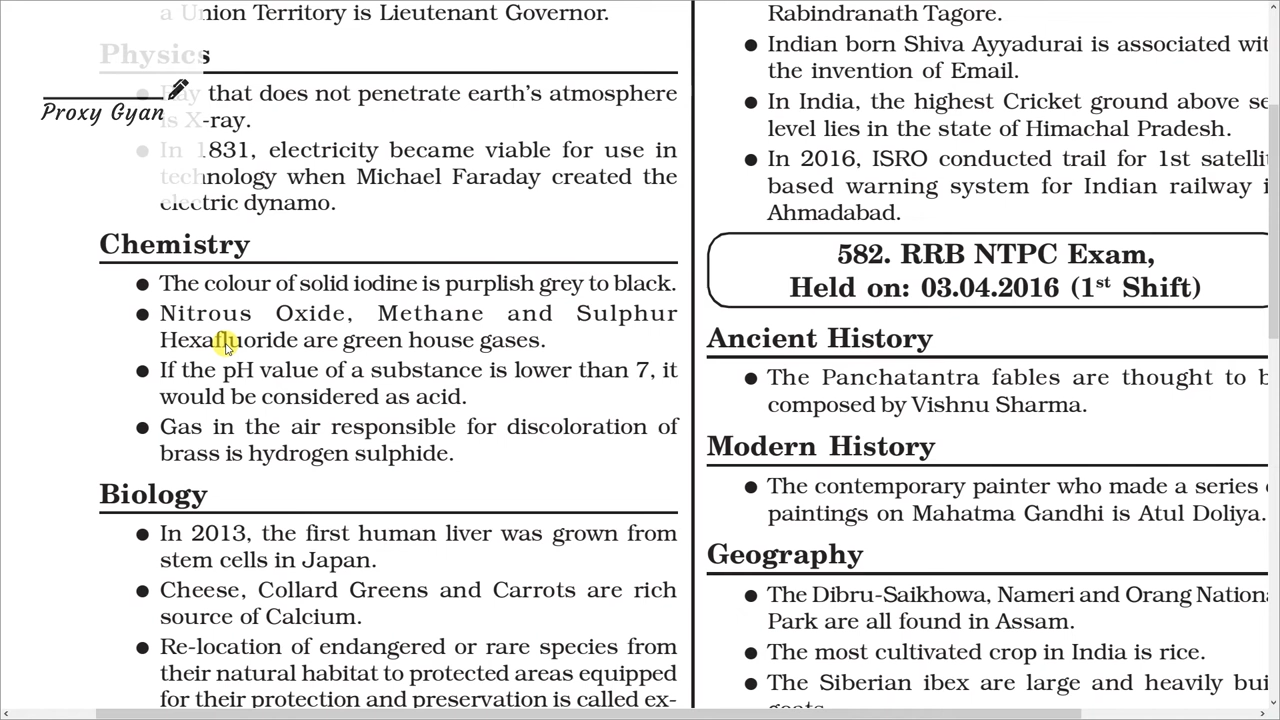 a Union Territory is Lieutenant Governor.
Physics
Proxy Gyan
● Ray that does not penetrate earth's atmosphere
is X-ray.
● In 1831, electricity became viable for use in
technology when Michael Faraday created the
electric dynamo.
Chemistry
● The colour of solid iodine is purplish grey to black.
● Nitrous Oxide, Methane and Sulphur
Hexafluoride are green house gases.
● If the pH value of a substance is lower than 7, it
would be considered as acid.
● Gas in the air responsible for discoloration of
brass is hydrogen sulphide.
Biology
● In 2013, the first human liver was grown from
stem cells in Japan.
● Cheese, Collard Greens and Carrots are rich
source of Calcium.
● Re-location of endangered or rare species from
their natural habitat to protected areas equipped
for their protection and preservation is called ex-
Rabindranath Tagore.
● Indian born Shiva Ayyadurai is associated wit
the invention of Email.
● In India, the highest Cricket ground above se
level lies in the state of Himachal Pradesh.
● In 2016, ISRO conducted trail for 1st satellit
based warning system for Indian railway i
Ahmadabad.
582. RRB NTPC Exam,
Held on: 03.04.2016 (1st Shift)
Ancient History
● The Panchatantra fables are thought to b
composed by Vishnu Sharma.
Modern History
● The contemporary painter who made a series
paintings on Mahatma Gandhi is Atul Doliya.
Geography
● The Dibru-Saikhowa, Nameri and Orang Nationa
Park are all found in Assam.
● The most cultivated crop in India is rice.
● The Siberian ibex are large and heavily bui
goats